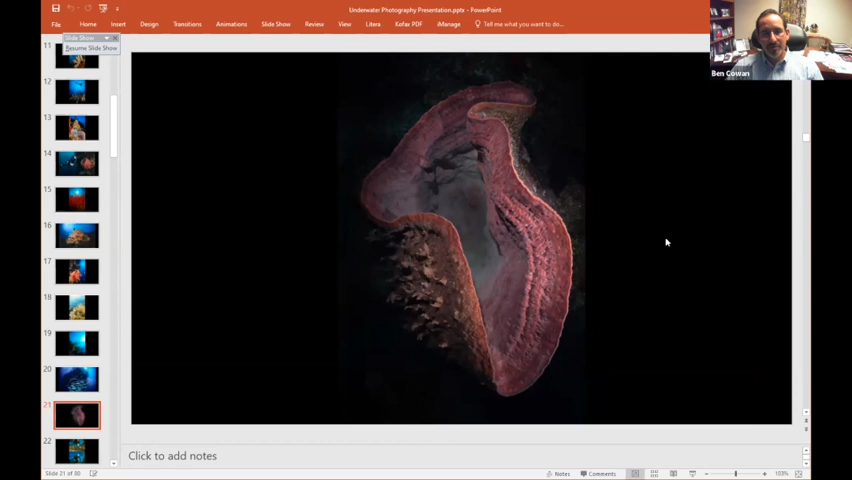 Underwater Photography Presentation.pptx - PowerPoint
File Home Insert Design Transitions Animations Slide Show Review View Litera Kofax PDF iManage Tell me what you want to do...
Slide Show
Resume Slide Show
Ben Cowan
11
12
13
14
15
16
17
18
19
20
21
22
Click to add notes
Slide 21 of 80
Notes Comments 103%